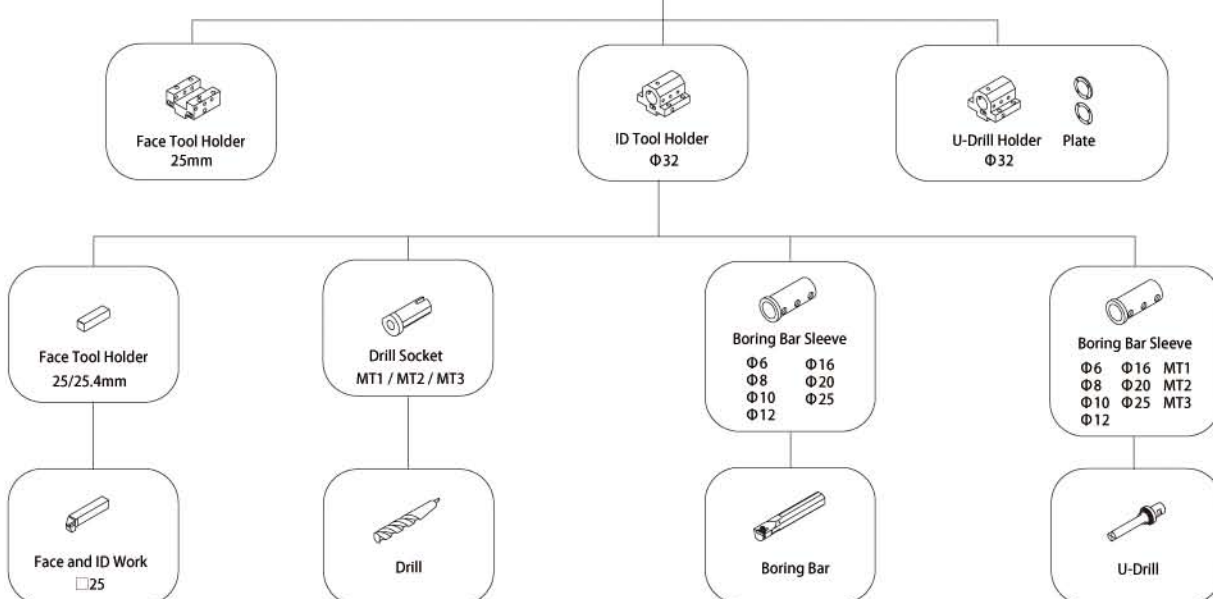 Face Tool Holder
25mm
ID Tool Holder
Φ32
U-Drill Holder
Φ32
Plate
Face Tool Holder
25/25.4mm
Drill Socket
MT1 / MT2 / MT3
Boring Bar Sleeve
Φ6 Φ16
Φ8 Φ20
Φ10 Φ25
Φ12
Boring Bar Sleeve
Φ6 Φ16 MT1
Φ8 Φ20 MT2
Φ10 Φ25 MT3
Φ12
Face and ID Work
□25
Drill
Boring Bar
U-Drill